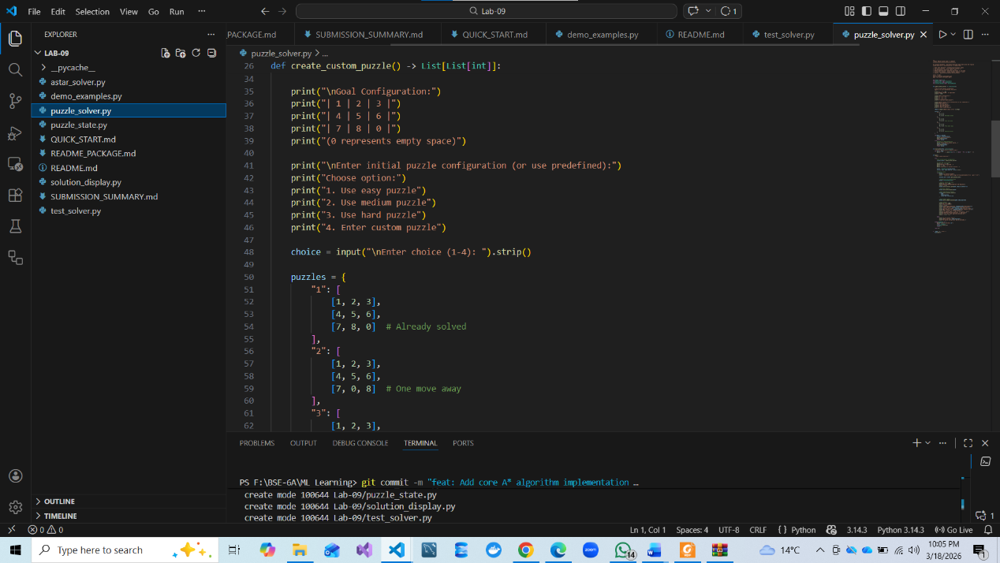 File Edit Selection View Go Run ···
Lab-09
1
EXPLORER
LAB-09
__pycache__
astar_solver.py
demo_examples.py
puzzle_solver.py
puzzle_state.py
QUICK_START.md
README_PACKAGE.md
README.md
solution_display.py
SUBMISSION_SUMMARY.md
test_solver.py
OUTLINE
TIMELINE
_PACKAGE.md SUBMISSION_SUMMARY.md QUICK_START.md demo_examples.py README.md test_solver.py puzzle_solver.py
puzzle_solver.py > ...
26 def create_custom_puzzle() -> List[List[int]]:
34
35 print("\nGoal Configuration:")
36 print("| 1 | 2 | 3 |")
37 print("| 4 | 5 | 6 |")
38 print("| 7 | 8 | 0 |")
39 print("(0 represents empty space)")
40
41 print("\nEnter initial puzzle configuration (or use predefined):")
42 print("Choose option:")
43 print("1. Use easy puzzle")
44 print("2. Use medium puzzle")
45 print("3. Use hard puzzle")
46 print("4. Enter custom puzzle")
47
48 choice = input("\nEnter choice (1-4): ").strip()
49
50 puzzles = {
51 "1": [
52 [1, 2, 3],
53 [4, 5, 6],
54 [7, 8, 0] # Already solved
55 ],
56 "2": [
57 [1, 2, 3],
58 [4, 5, 6],
59 [7, 0, 8] # One move away
60 ],
61 "3": [
62 [1, 2, 3],
PROBLEMS OUTPUT DEBUG CONSOLE TERMINAL PORTS
PS F:\BSE-6A\ML Learning> git commit -m "feat: Add core A* algorithm implementation …
create mode 100644 Lab-09/puzzle_state.py
create mode 100644 Lab-09/solution_display.py
create mode 100644 Lab-09/test_solver.py
1
0 0 Ln 1, Col 1 Spaces: 4 UTF-8 CRLF { } Python 3.14.3 Python 3.14.3 Go Live
Type here to search
zoom
14
14°C
10:05 PM
3/18/2026
1